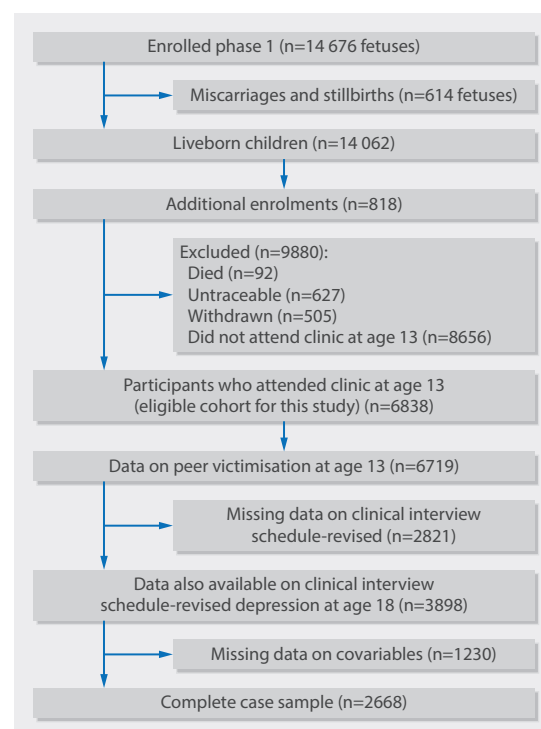 Enrolled phase 1 (n=14 676 fetuses)
Miscarriages and stillbirths (n=614 fetuses)
Liveborn children (n=14 062)
Additional enrolments (n=818)
Excluded (n=9880):
Died (n=92)
Untraceable (n=627)
Withdrawn (n=505)
Did not attend clinic at age 13 (n=8656)
Participants who attended clinic at age 13
(eligible cohort for this study) (n=6838)
Data on peer victimisation at age 13 (n=6719)
Missing data on clinical interview
schedule-revised (n=2821)
Data also available on clinical interview
schedule-revised depression at age 18 (n=3898)
Missing data on covariables (n=1230)
Complete case sample (n=2668)